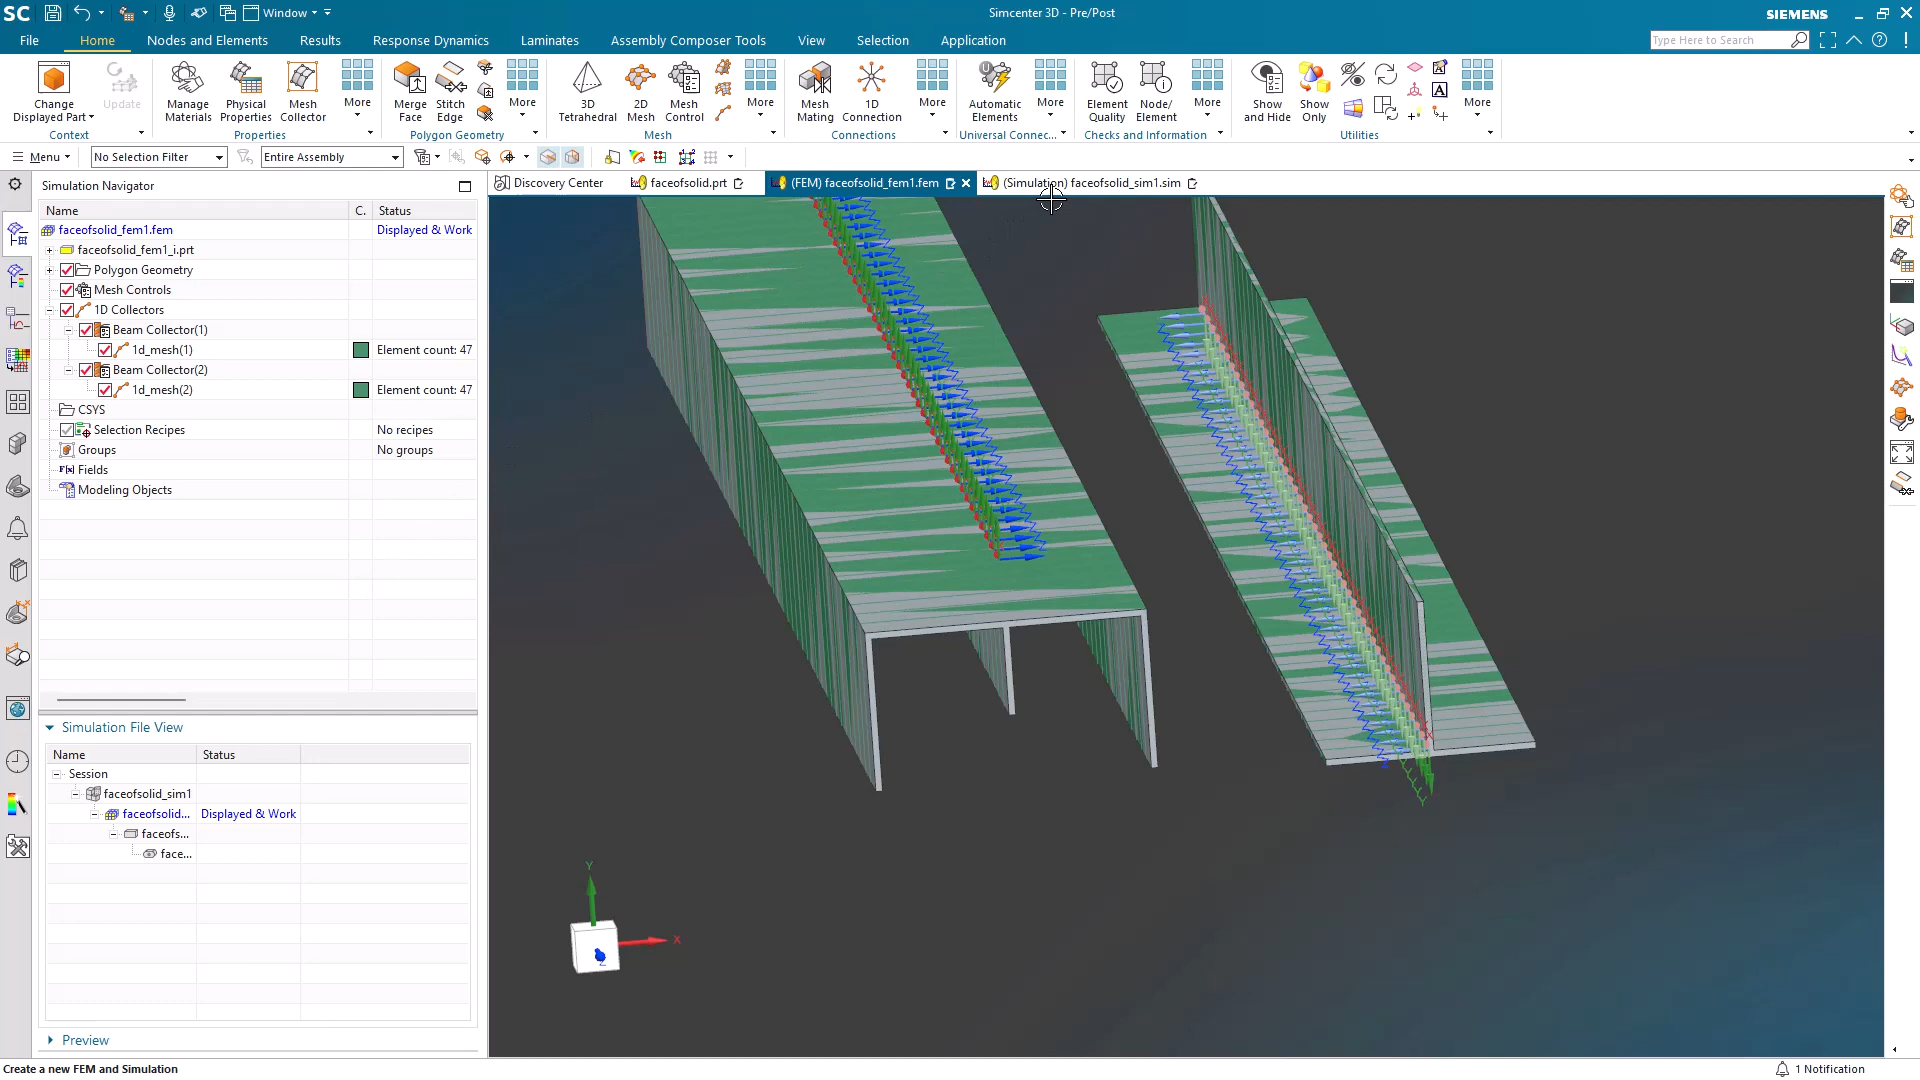 SC
Window
Simcenter 3D - Pre/Post
SIEMENS
File
Home
Nodes and Elements
Results
Response Dynamics
Laminates
Assembly Composer Tools
View
Selection
Application
Type Here to Search
Change Displayed Part
Update
Context
Manage Materials
Physical Properties
Mesh Collector
More
Properties
Merge Face
Stitch Edge
More
Polygon Geometry
3D Tetrahedral
2D Mesh
Mesh Control
More
Mesh
Mesh Mating
1D Connection
More
Connections
Automatic Elements
More
Universal Connec...
Element Quality
Node/ Element
More
Checks and Information
Show and Hide
Show Only
More
Utilities
Menu
No Selection Filter
Entire Assembly
Simulation Navigator
Discovery Center
faceofsolid.prt
(FEM) faceofsolid_fem1.fem
(Simulation) faceofsolid_sim1.sim
Name C. Status
faceofsolid_fem1.fem Displayed & Work
faceofsolid_fem1_i.prt
Polygon Geometry
Mesh Controls
1D Collectors
Beam Collector(1)
1d_mesh(1) Element count: 47
Beam Collector(2)
1d_mesh(2) Element count: 47
CSYS
Selection Recipes No recipes
Groups No groups
Fields
Modeling Objects
Simulation File View
Name Status
Session
faceofsolid_sim1
faceofsolid... Displayed & Work
faceofs...
face...
Preview
Y
X
Z
Create a new FEM and Simulation
1 Notification